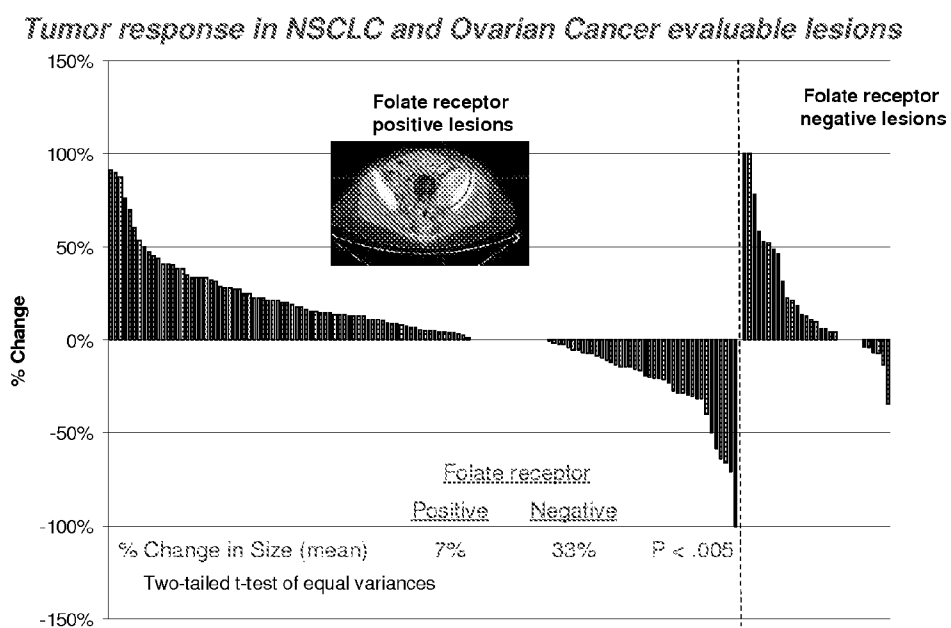 Tumor response in NSCLC and Ovarian Cancer evaluable lesions
150%
100%
50%
0%
-50%
-100%
-150%
% Change
Folate receptor
positive lesions
Folate receptor
negative lesions
Folate receptor
Positive Negative
% Change in Size (mean) 7% 33% P < .005
Two-tailed t-test of equal variances